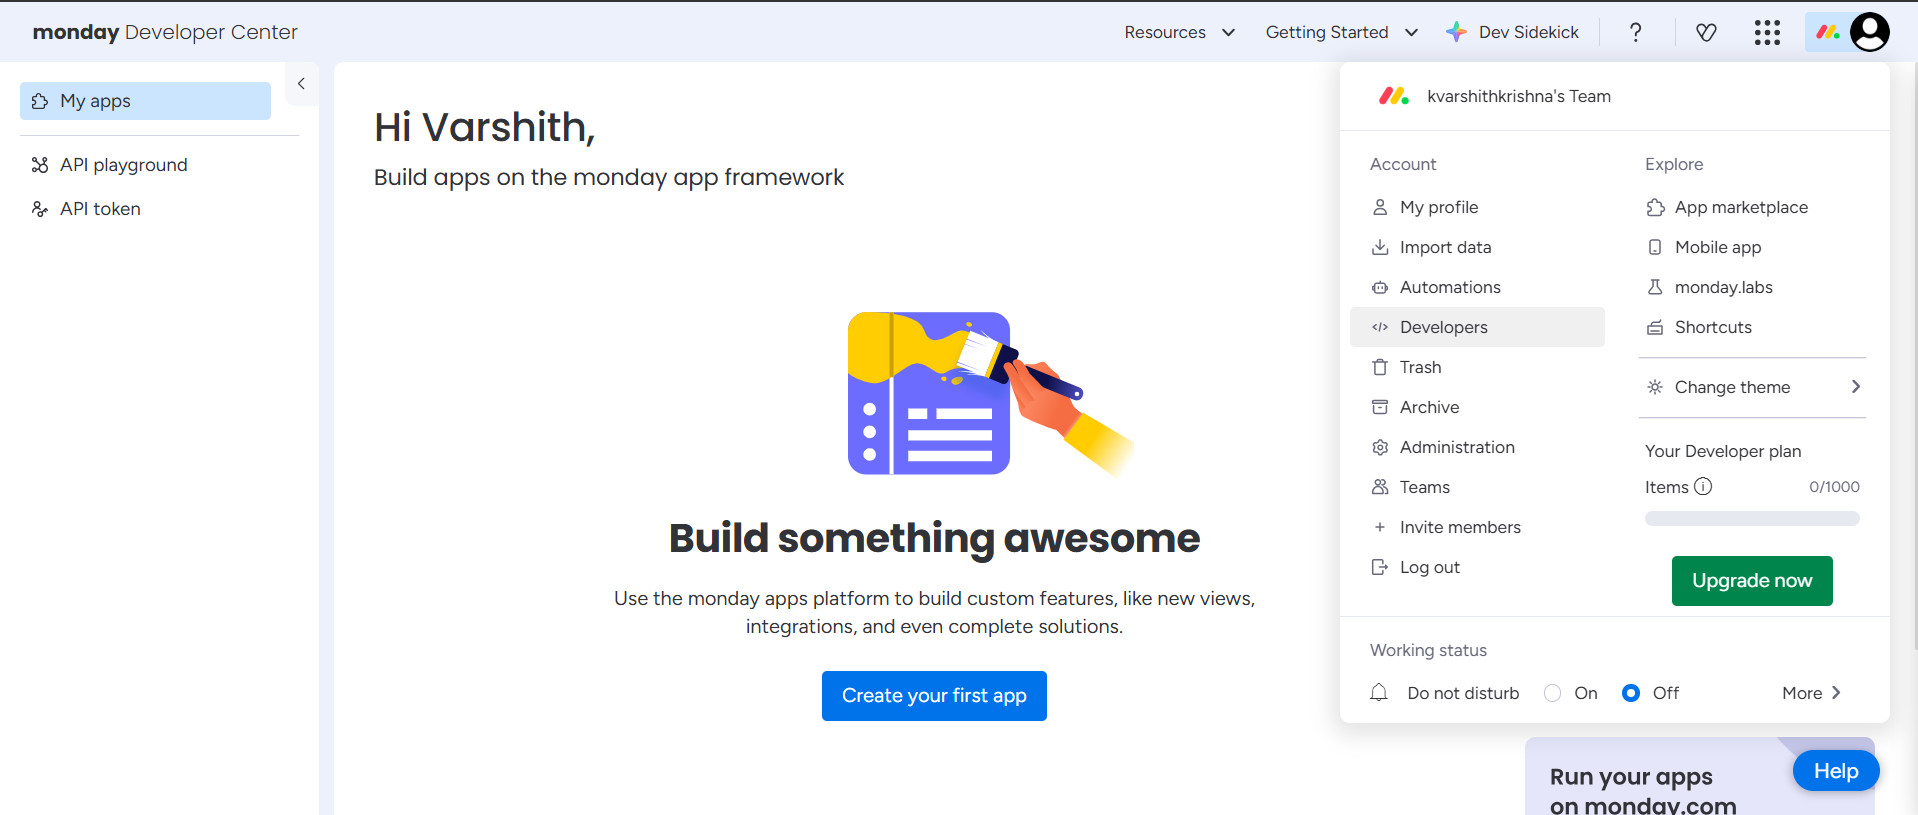 monday Developer Center
Resources
Getting Started
Dev Sidekick
?
My apps
API playground
API token
Hi Varshith,
Build apps on the monday app framework
Build something awesome
Use the monday apps platform to build custom features, like new views,
integrations, and even complete solutions.
Create your first app
kvarshithkrishna's Team
Account
My profile
Import data
Automations
Developers
Trash
Archive
Administration
Teams
Invite members
Log out
Explore
App marketplace
Mobile app
monday.labs
Shortcuts
Change theme
Your Developer plan
Items 0/1000
Upgrade now
Working status
Do not disturb On Off More
Run your apps
on monday.com
Help